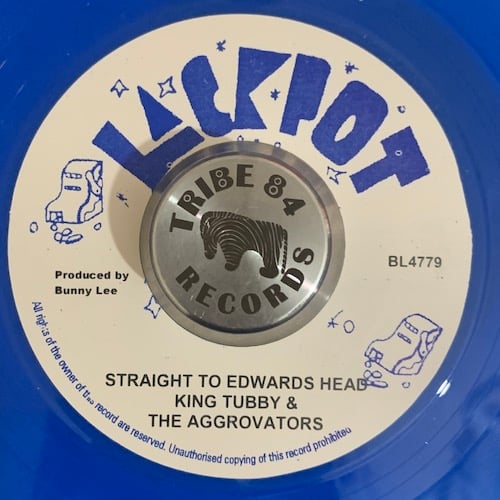 JACKPOT
TRIBE 84
RECORDS
Produced by
Bunny Lee
BL4779
STRAIGHT TO EDWARDS HEAD
KING TUBBY &
THE AGGROVATORS
All rights of the owner of the record are reserved. Unauthorised copying of this record prohibited